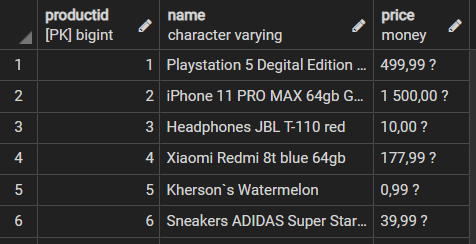 productid name price
[PK] bigint character varying money
1 1 Playstation 5 Degital Edition ... 499,99 ?
2 2 iPhone 11 PRO MAX 64gb G... 1 500,00 ?
3 3 Headphones JBL T-110 red 10,00 ?
4 4 Xiaomi Redmi 8t blue 64gb 177,99 ?
5 5 Kherson`s Watermelon 0,99 ?
6 6 Sneakers ADIDAS Super Star... 39,99 ?